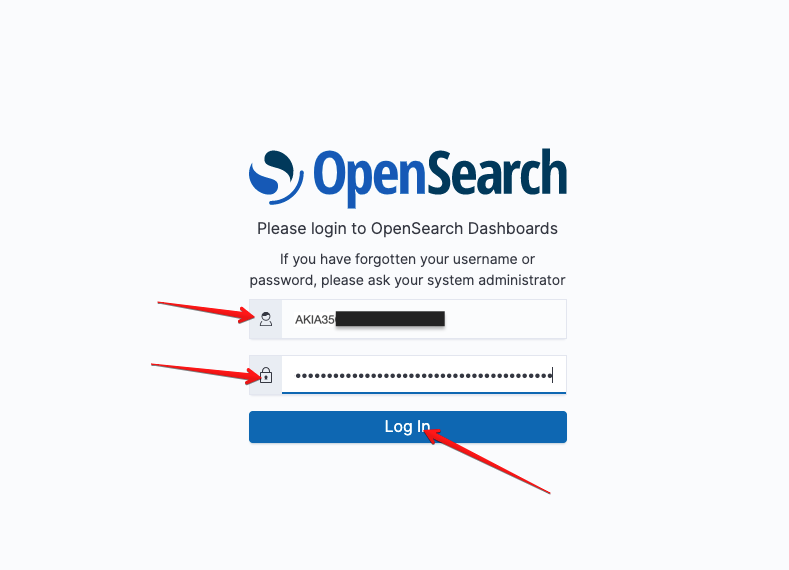 OpenSearch
Please login to OpenSearch Dashboards
If you have forgotten your username or
password, please ask your system administrator
AKIA35
••••••••••••••••••••••••••••••••••••••••
Log In